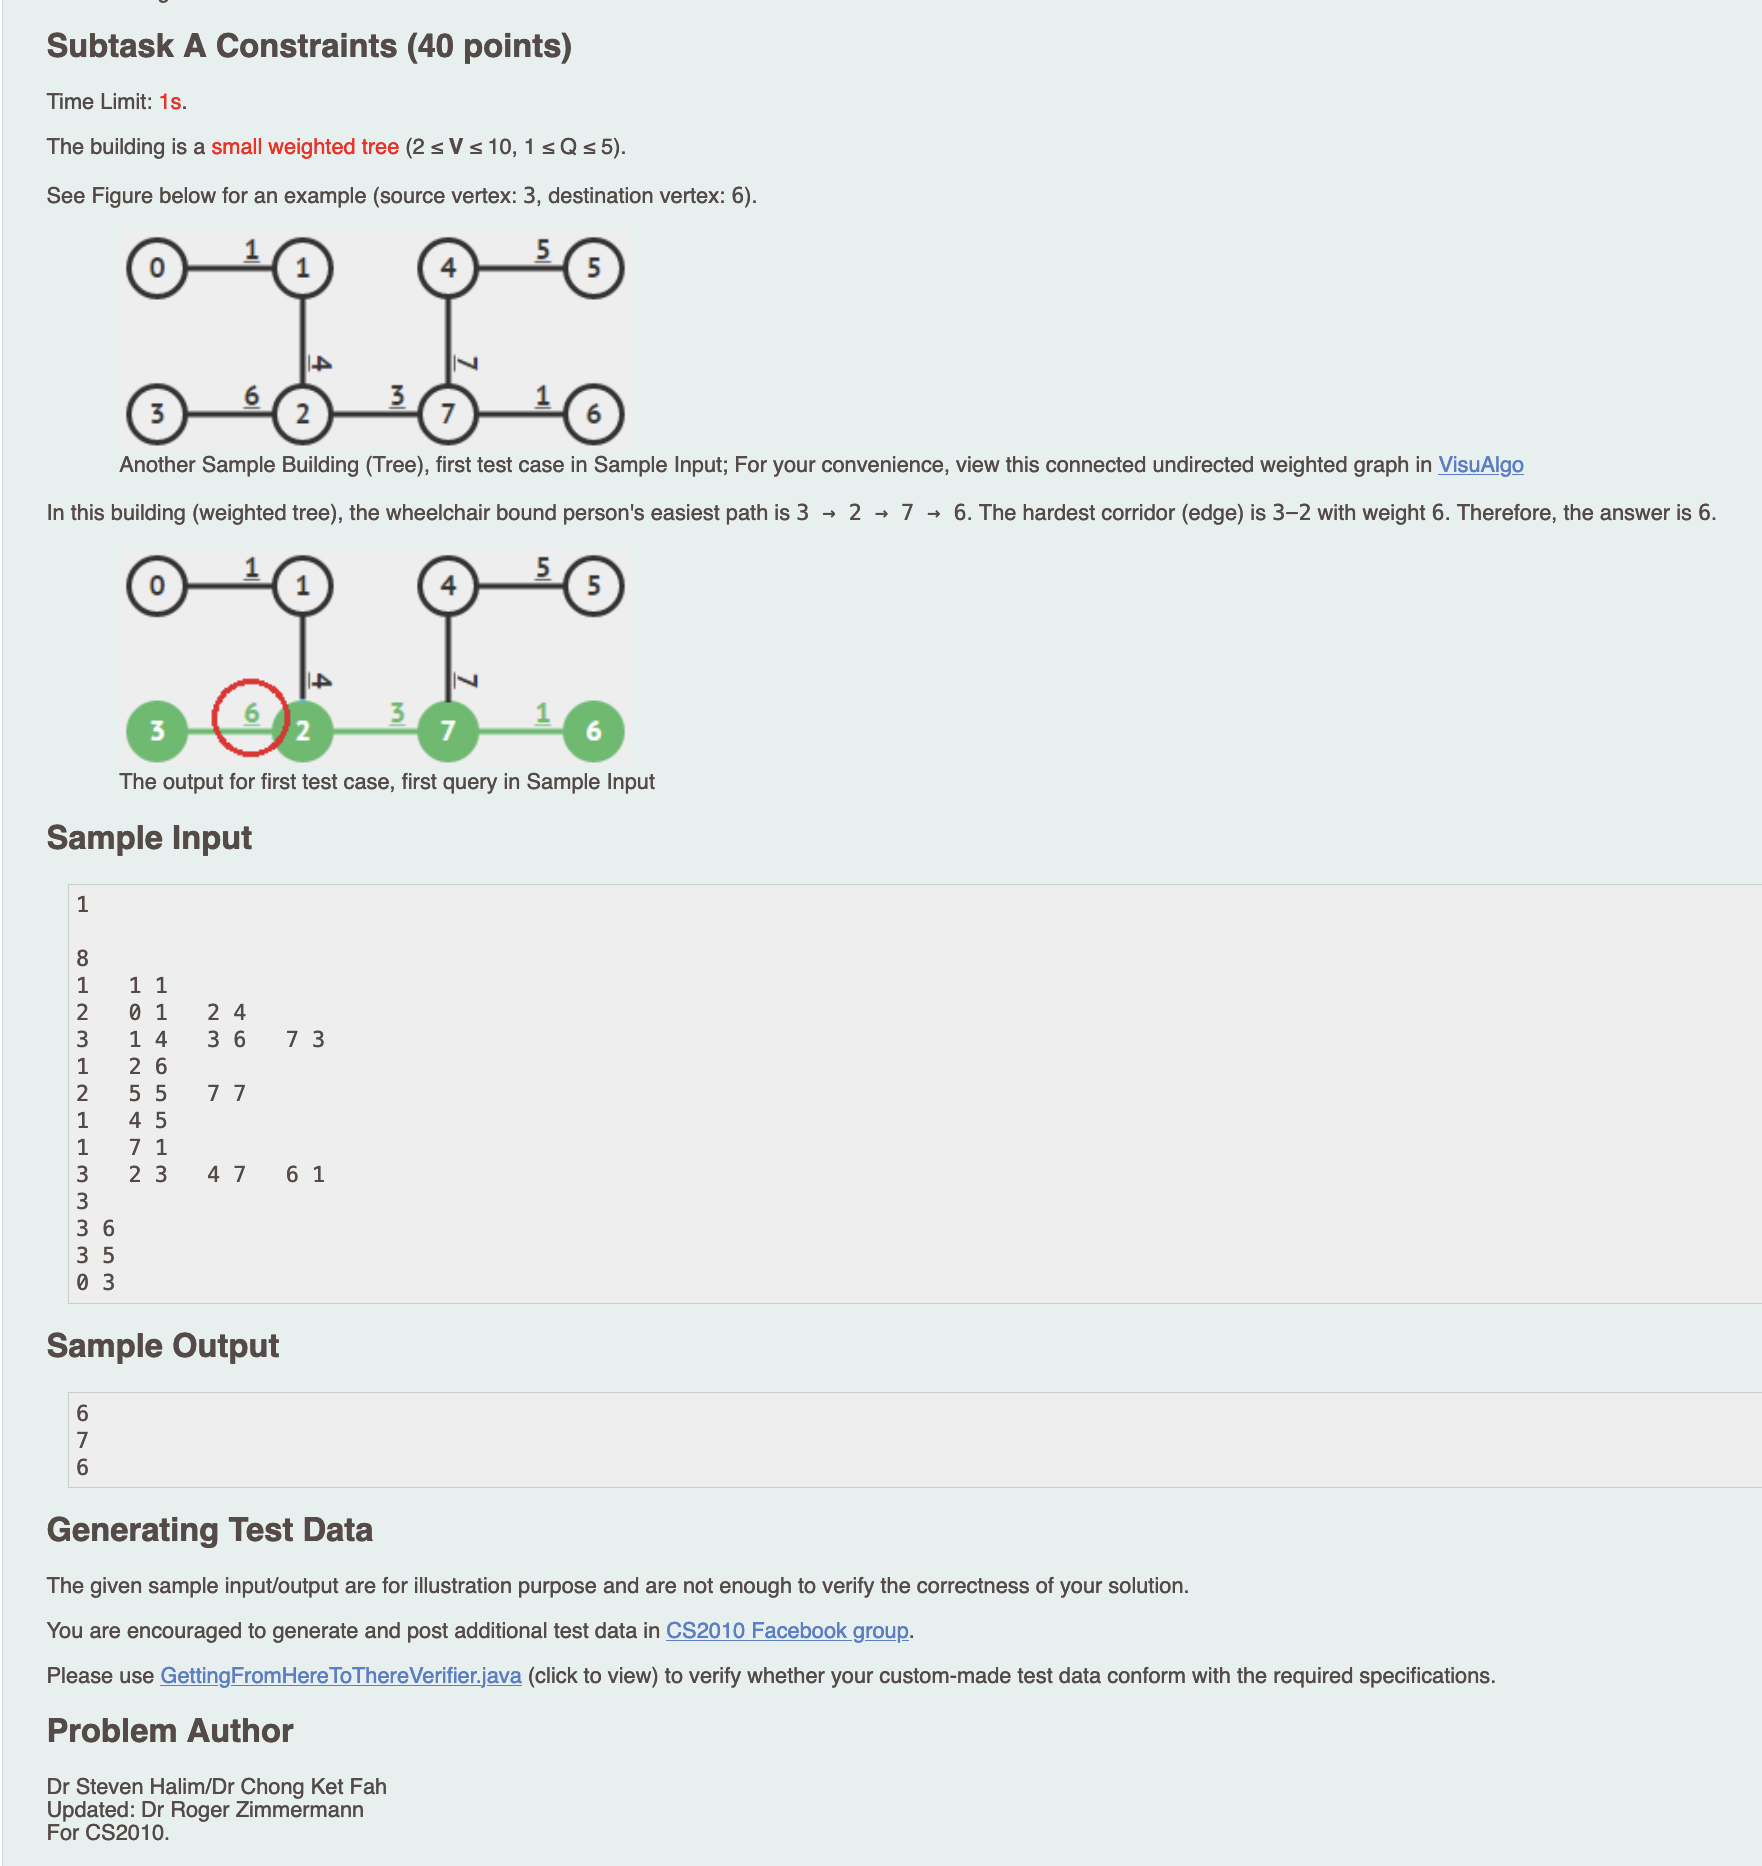 Subtask A Constraints (40 points)
Time Limit: 1s.
The building is a small weighted tree (2 ≤ V ≤ 10, 1 ≤ Q ≤ 5).
See Figure below for an example (source vertex: 3, destination vertex: 6).
0 1 1 4 5 5
4 7
3 6 2 3 7 1 6
Another Sample Building (Tree), first test case in Sample Input; For your convenience, view this connected undirected weighted graph in VisuAlgo
In this building (weighted tree), the wheelchair bound person's easiest path is 3 → 2 → 7 → 6. The hardest corridor (edge) is 3–2 with weight 6. Therefore, the answer is 6.
0 1 1 4 5 5
4 7
3 6 2 3 7 1 6
The output for first test case, first query in Sample Input
Sample Input
1
8
1   1 1
2   0 1   2 4
3   1 4   3 6   7 3
1   2 6
2   5 5   7 7
1   4 5
1   7 1
3   2 3   4 7   6 1
3
3 6
3 5
0 3
Sample Output
6
7
6
Generating Test Data
The given sample input/output are for illustration purpose and are not enough to verify the correctness of your solution.
You are encouraged to generate and post additional test data in CS2010 Facebook group.
Please use GettingFromHereToThereVerifier.java (click to view) to verify whether your custom-made test data conform with the required specifications.
Problem Author
Dr Steven Halim/Dr Chong Ket Fah
Updated: Dr Roger Zimmermann
For CS2010.